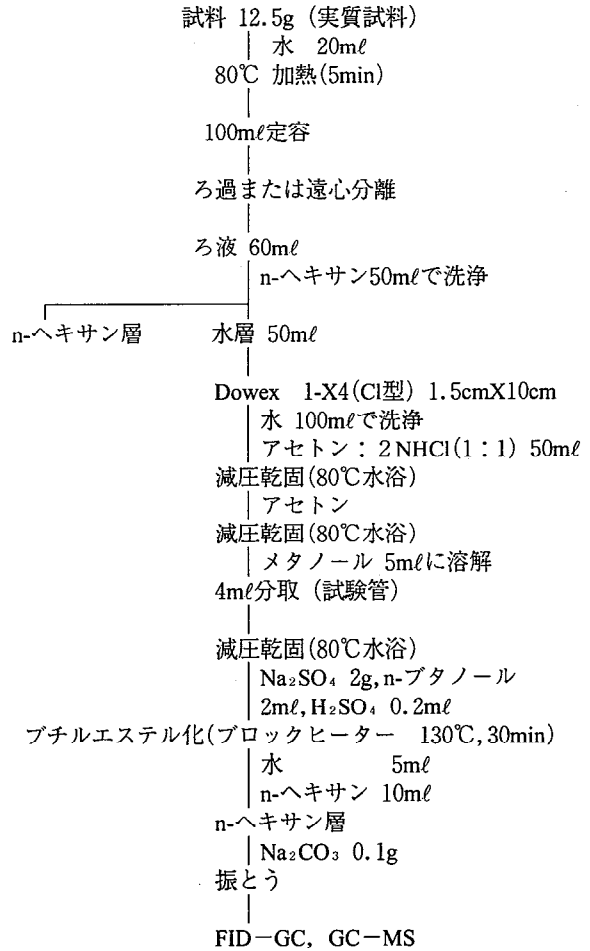 試料 12.5g (実質試料)
水 20mℓ
80℃ 加熱(5min)
100mℓ定容
ろ過または遠心分離
ろ液 60mℓ
n-ヘキサン50mℓで洗浄
n-ヘキサン層 水層 50mℓ
Dowex 1-X4(Cl型) 1.5cmX10cm
水 100mℓで洗浄
アセトン：2NHCl(1：1) 50mℓ
減圧乾固(80℃水浴)
アセトン
減圧乾固(80℃水浴)
メタノール 5mℓに溶解
4mℓ分取 (試験管)
減圧乾固(80℃水浴)
Na₂SO₄ 2g, n-ブタノール
2mℓ, H₂SO₄ 0.2mℓ
ブチルエステル化(ブロックヒーター 130℃, 30min)
水 5mℓ
n-ヘキサン 10mℓ
n-ヘキサン層
Na₂CO₃ 0.1g
振とう
FID－GC, GC－MS